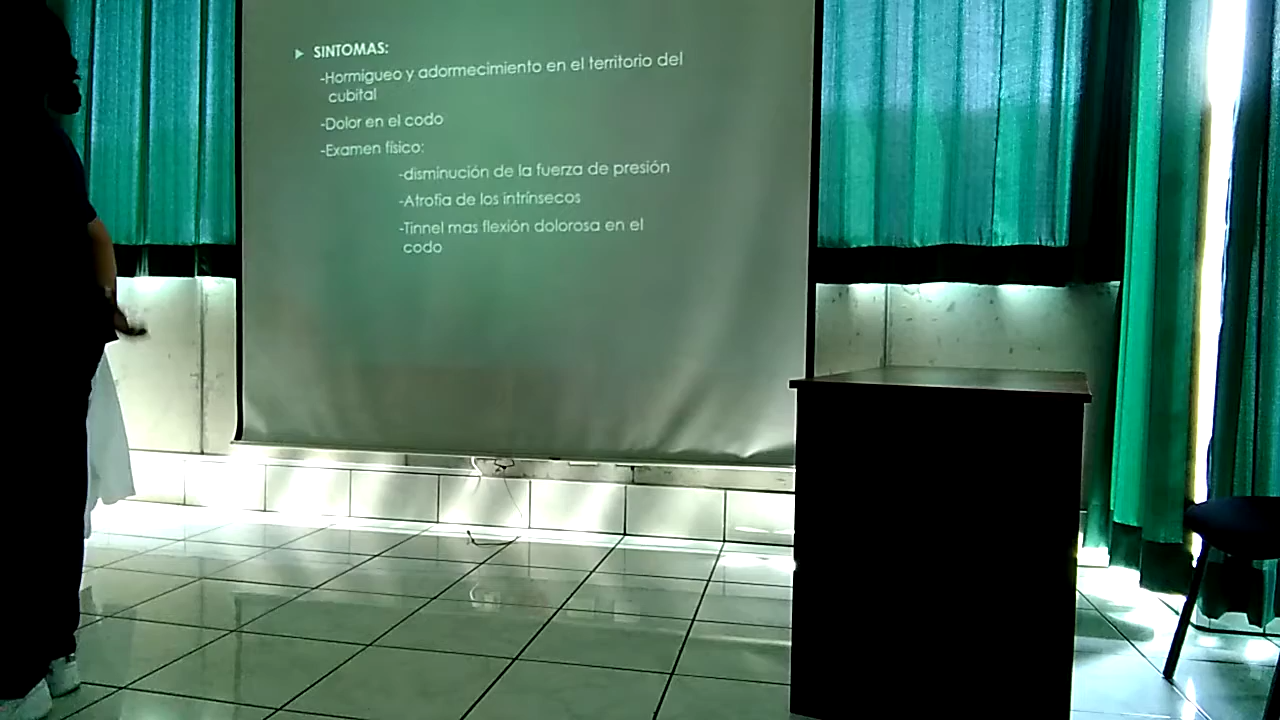 SINTOMAS:
-Hormigueo y adormecimiento en el territorio del
cubital
-Dolor en el codo
-Examen físico:
-disminución de la fuerza de presión
-Atrofia de los intrínsecos
-Tinnel mas flexión dolorosa en el
codo